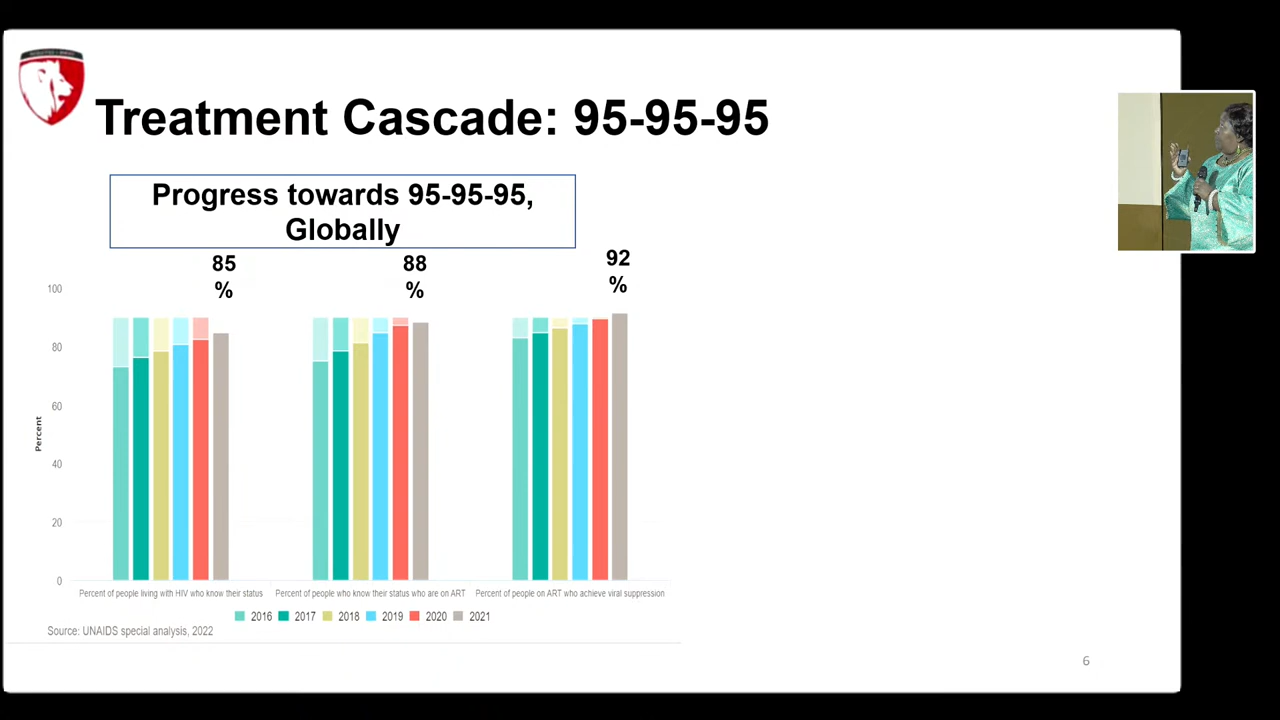 Treatment Cascade: 95-95-95
Progress towards 95-95-95,
Globally
85
%
88
%
92
%
100
80
60
40
20
0
Percent
Percent of people living with HIV who know their status
Percent of people who know their status who are on ART
Percent of people on ART who achieve viral suppression
2016 2017 2018 2019 2020 2021
Source: UNAIDS special analysis, 2022
6